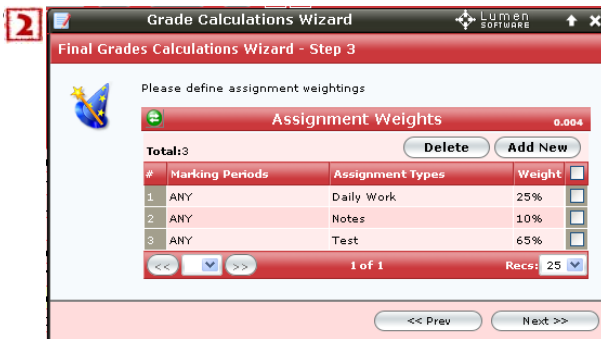 2
Grade Calculations Wizard
Lumen
SOFTWARE
Final Grades Calculations Wizard - Step 3
Please define assignment weightings
Assignment Weights 0.004
Total:3 Delete Add New
# Marking Periods Assignment Types Weight
1 ANY Daily Work 25%
2 ANY Notes 10%
3 ANY Test 65%
<< >> 1 of 1 Recs: 25
<< Prev Next >>